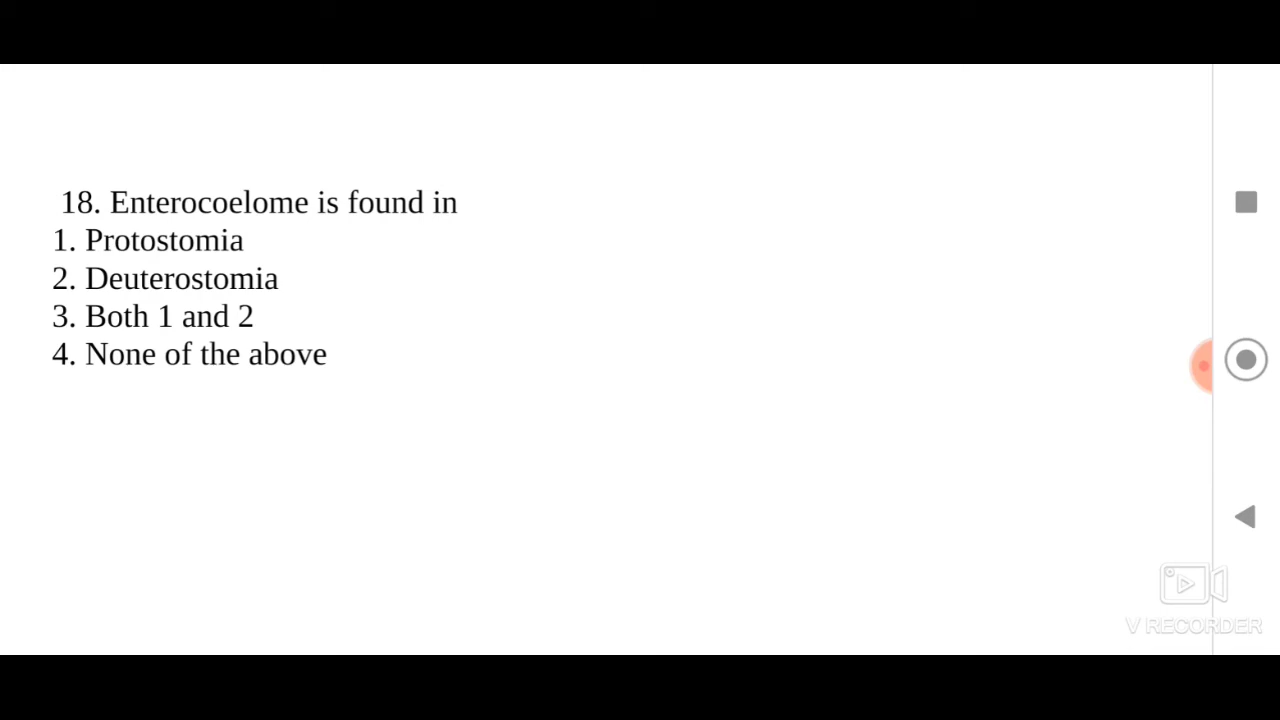 18. Enterocoelome is found in
1. Protostomia
2. Deuterostomia
3. Both 1 and 2
4. None of the above
V RECORDER